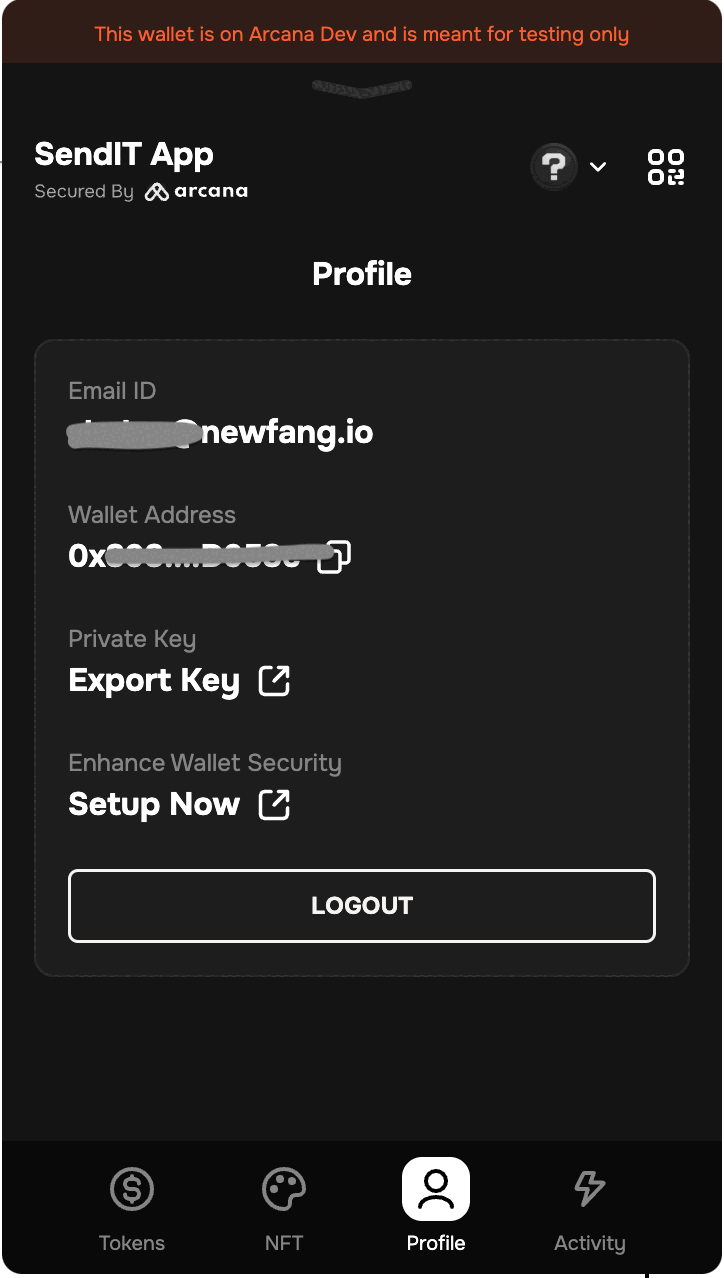 This wallet is on Arcana Dev and is meant for testing only
SendIT App
Secured By arcana
?
Profile
Email ID
@newfang.io
Wallet Address
0x
Private Key
Export Key
Enhance Wallet Security
Setup Now
LOGOUT
$
Tokens
NFT
Profile
Activity